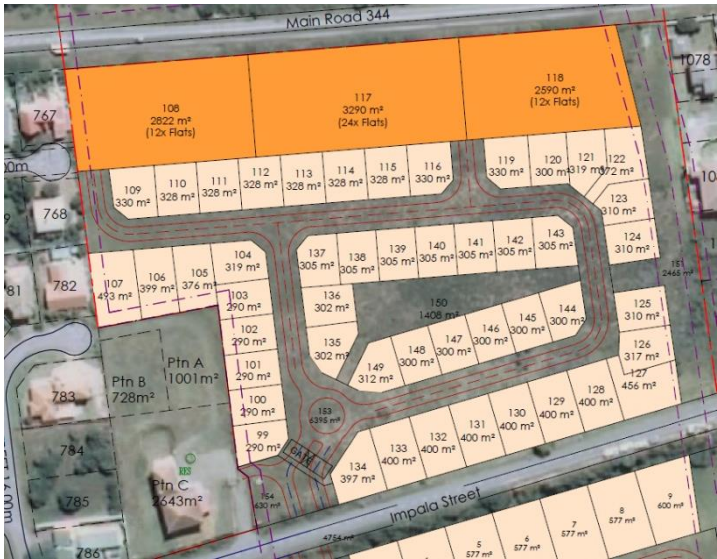 Main Road 344
1078
767
108
2822 m²
(12x Flats)
117
3290 m²
(24x Flats)
118
2590 m²
(12x Flats)
109
330 m²
110
328 m²
111
328 m²
112
328 m²
113
328 m²
114
328 m²
115
328 m²
116
330 m²
119
330 m²
120
300 m²
121
319 m²
122
372 m²
123
310 m²
124
310 m²
768
782
81
107
493 m²
106
399 m²
105
376 m²
104
319 m²
103
290 m²
102
290 m²
101
290 m²
100
290 m²
99
290 m²
137
305 m²
138
305 m²
139
305 m²
140
305 m²
141
305 m²
142
305 m²
143
305 m²
136
302 m²
135
302 m²
150
1408 m²
151
2465 m²
144
300 m²
145
300 m²
146
300 m²
147
300 m²
148
300 m²
149
312 m²
125
310 m²
126
317 m²
127
456 m²
128
400 m²
129
400 m²
130
400 m²
131
400 m²
132
400 m²
133
400 m²
134
397 m²
153
6395 m²
GATE
154
630 m²
Ptn A
1001m²
Ptn B
728m²
Ptn C
2643m²
783
784
785
786
Impala Street
4754 m²
5
577 m²
6
577 m²
7
577 m²
8
577 m²
9
600 m²